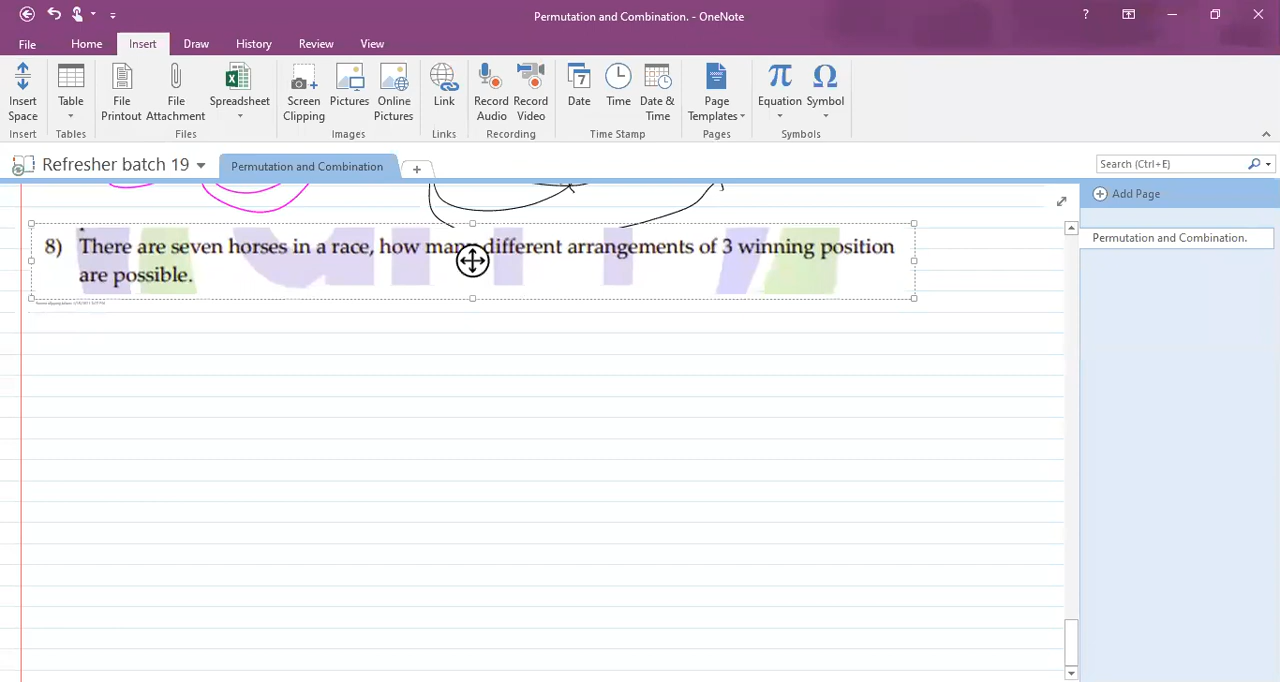 Permutation and Combination. - OneNote
?
File Home Insert Draw History Review View
Insert Space
Table
File Printout
File Attachment
Spreadsheet
Screen Clipping
Pictures
Online Pictures
Link
Record Audio
Record Video
Date
Time
Date & Time
Page Templates
π
Equation
Ω
Symbol
Insert Tables Files Images Links Recording Time Stamp Pages Symbols
Refresher batch 19
Permutation and Combination
+
Search (Ctrl+E)
Add Page
Permutation and Combination.
8) There are seven horses in a race, how many different arrangements of 3 winning position
are possible.